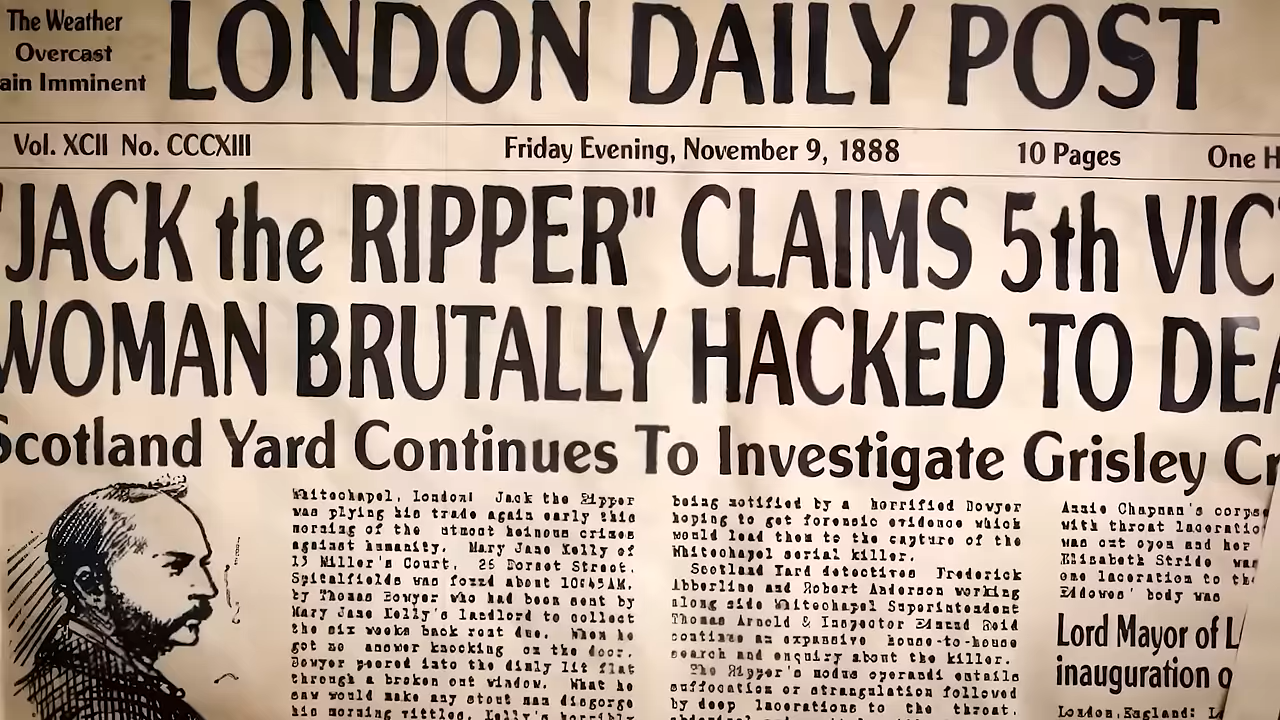 The Weather
Overcast
ain Imminent
LONDON DAILY POST
Vol. XCII No. CCCXIII
Friday Evening, November 9, 1888
10 Pages
One H
"JACK the RIPPER" CLAIMS 5th VIC
WOMAN BRUTALLY HACKED TO DEA
Scotland Yard Continues To Investigate Grisley Cr
Whitechapel, London! Jack the Ripper
was plying his trade again early this
morning of the utmost heinous crimes
against humanity. Mary Jane Kelly of
13 Miller's Court, 26 Dorset Street,
Spitalfields was found about 10:45AM,
by Thomas Bowyer who had been sent by
Mary Jane Kelly's landlord to collect
the six weeks back rent due. When he
got no answer knocking on the door,
Bowyer peered into the dimly lit flat
through a broken out window. What he
saw would make any stout man disgorge
his morning vittles. Kelly's horribly
being notified by a horrified Bowyer
hoping to get forensic evidence which
would lead them to the capture of the
Whitechapel serial killer.
Scotland Yard detectives Frederick
Abberline and Robert Anderson working
along side Whitechapel Superintendent
Thomas Arnold & Inspector Edmund Reid
continue an expansive house-to-house
search and enquiry about the killer.
The Ripper's modus operandi entails
suffocation or strangulation followed
by deep lacerations to the throat,
Annie Chapman's corps
with throat laceratio
was cut open and her
Elisabeth Stride was
one laceration to the
Eddowes' body was
Lord Mayor of L
inauguration o
London, England: